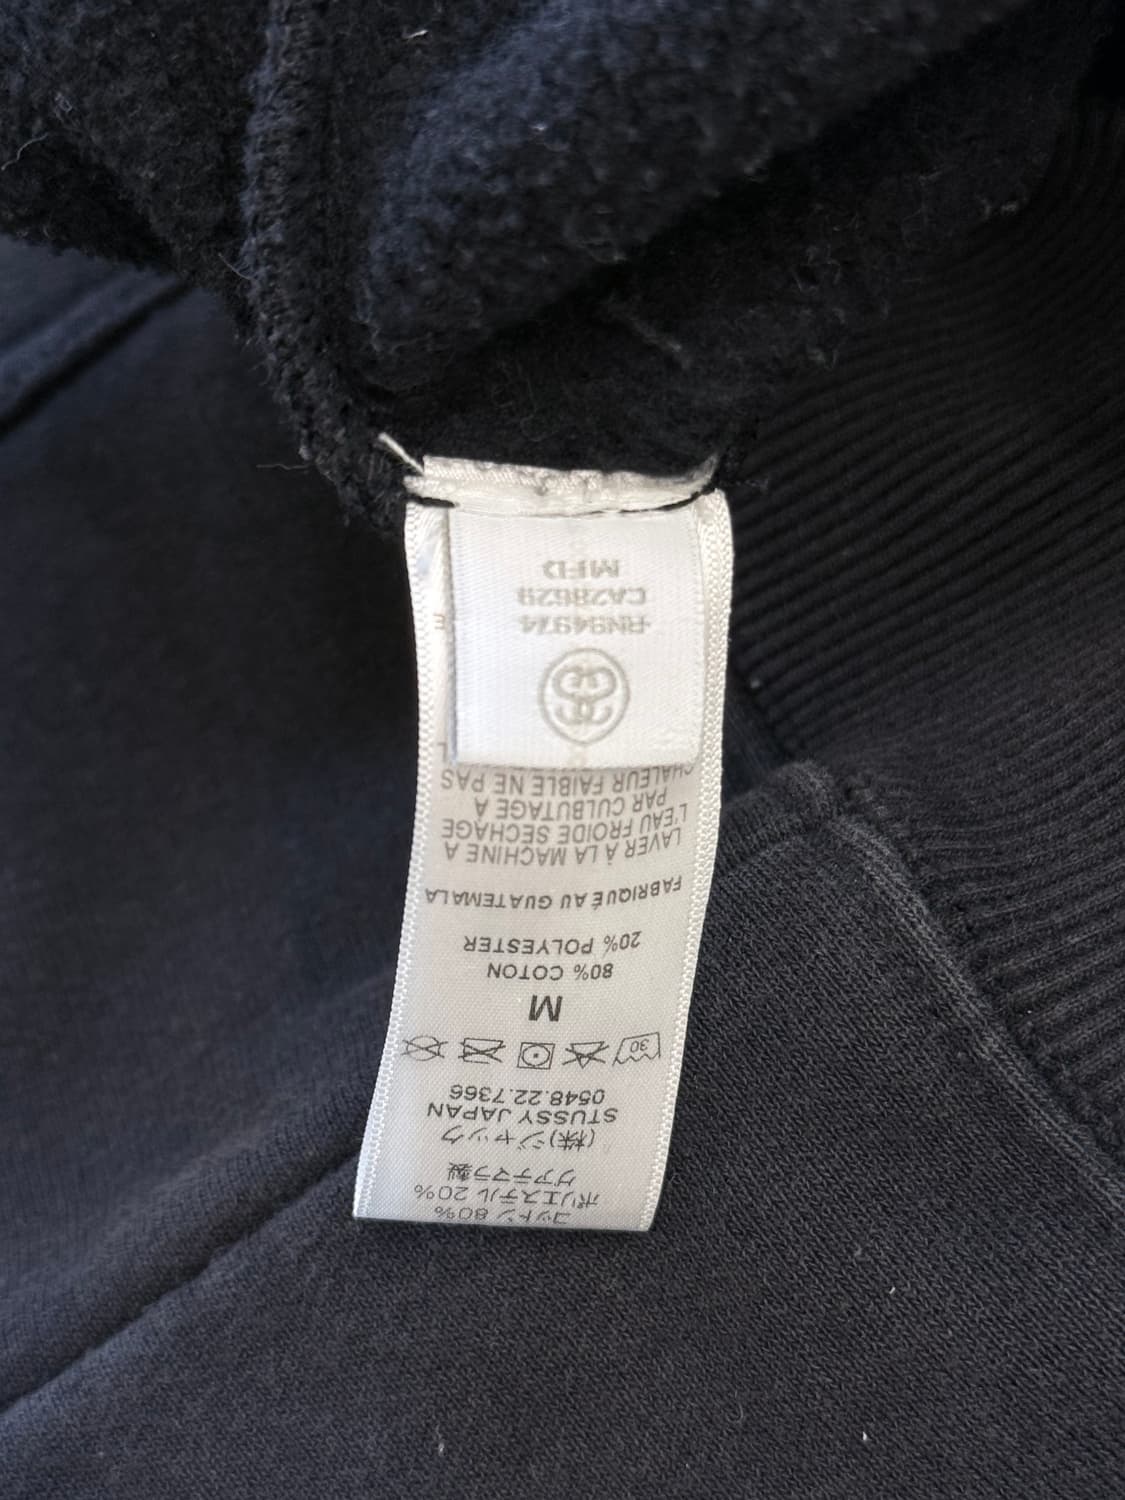 コットン 80%
ポリエステル 20%
グアテマラ製
(株)ジャック
STUSSY JAPAN
0548.22.7366
30
M
80% COTON
20% POLYESTER
FABRIQUÉ AU GUATEMALA
LAVER À LA MACHINE A
L'EAU FROIDE SÉCHAGE
PAR CULBUTAGE A
CHALEUR FAIBLE NE PAS
RN94974
CA28629
MFD